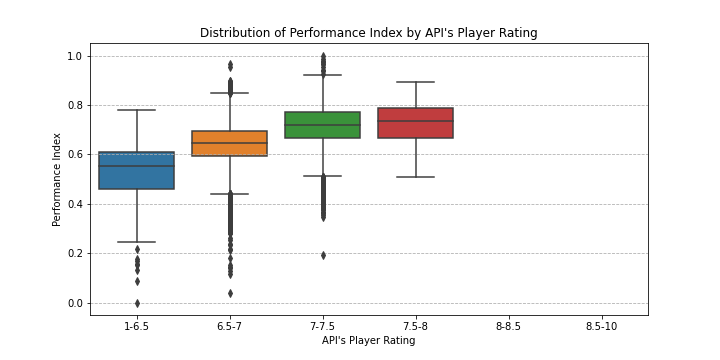 Distribution of Performance Index by API's Player Rating
1.0
0.8
0.6
0.4
0.2
0.0
Performance Index
1-6.5 6.5-7 7-7.5 7.5-8 8-8.5 8.5-10
API's Player Rating